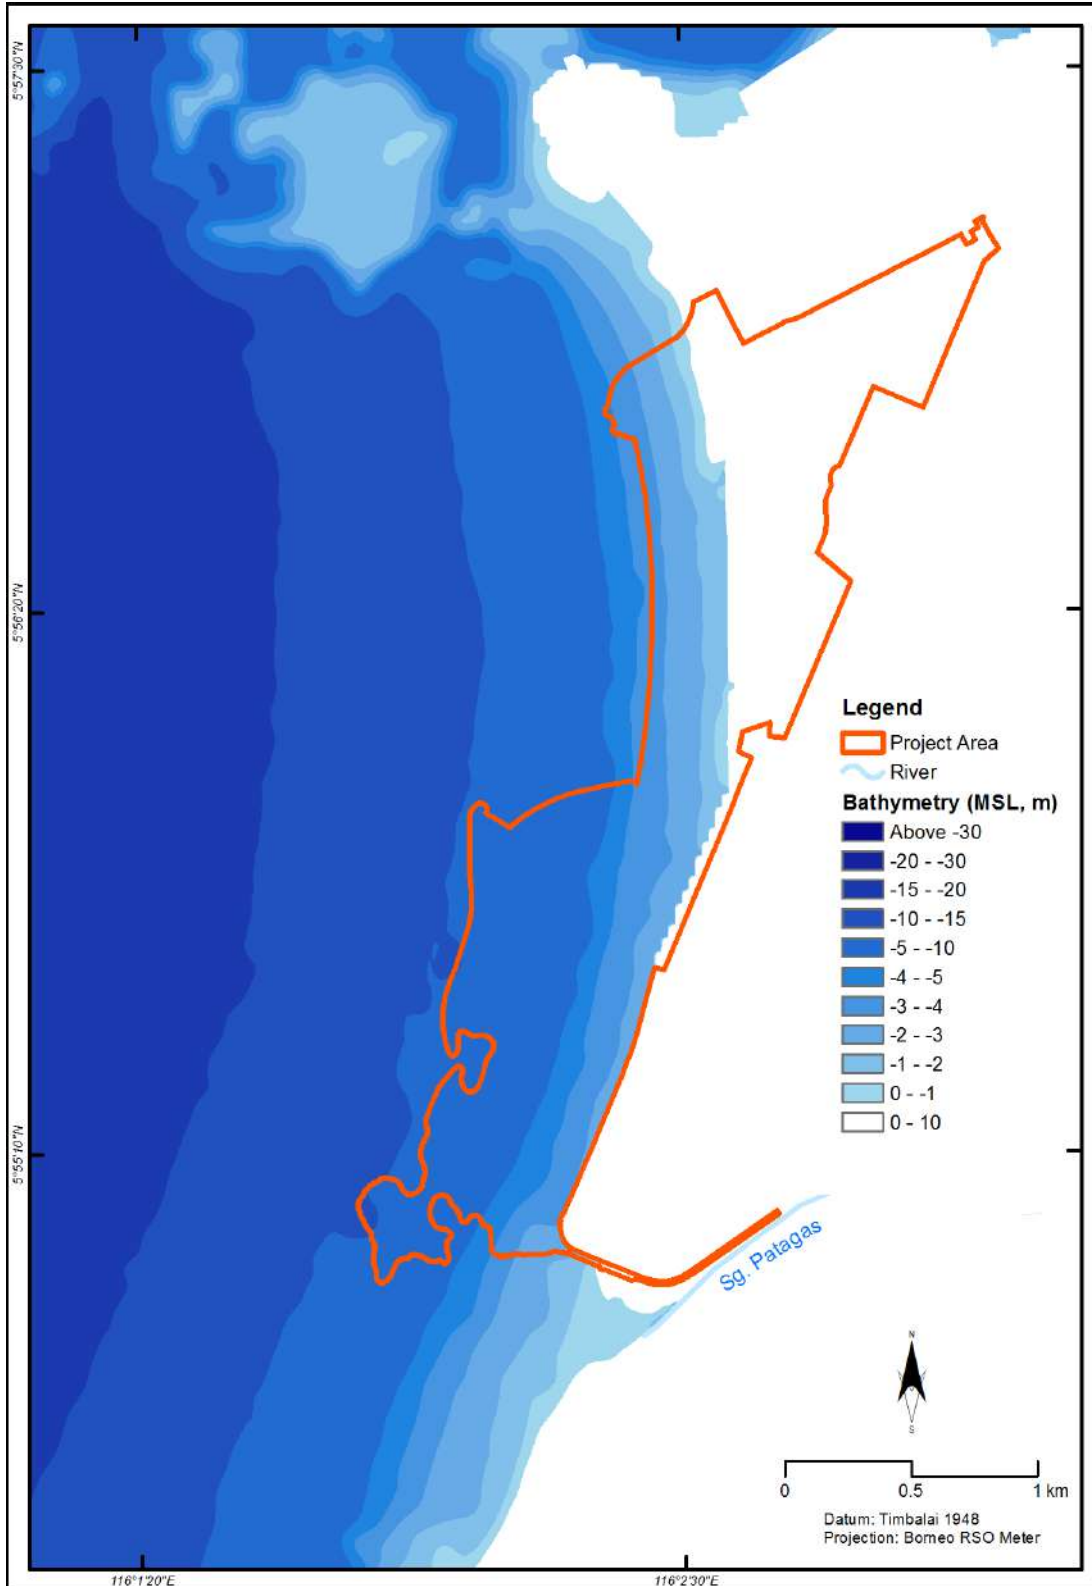 5°57'30"N
5°56'20"N
5°55'10"N
116°1'20"E
116°2'30"E
Legend
Project Area
River
Bathymetry (MSL, m)
Above -30
-20 - -30
-15 - -20
-10 - -15
-5 - -10
-4 - -5
-3 - -4
-2 - -3
-1 - -2
0 - -1
0 - 10
Sg. Patagas
N
S
0 0.5 1 km
Datum: Timbalai 1948
Projection: Borneo RSO Meter